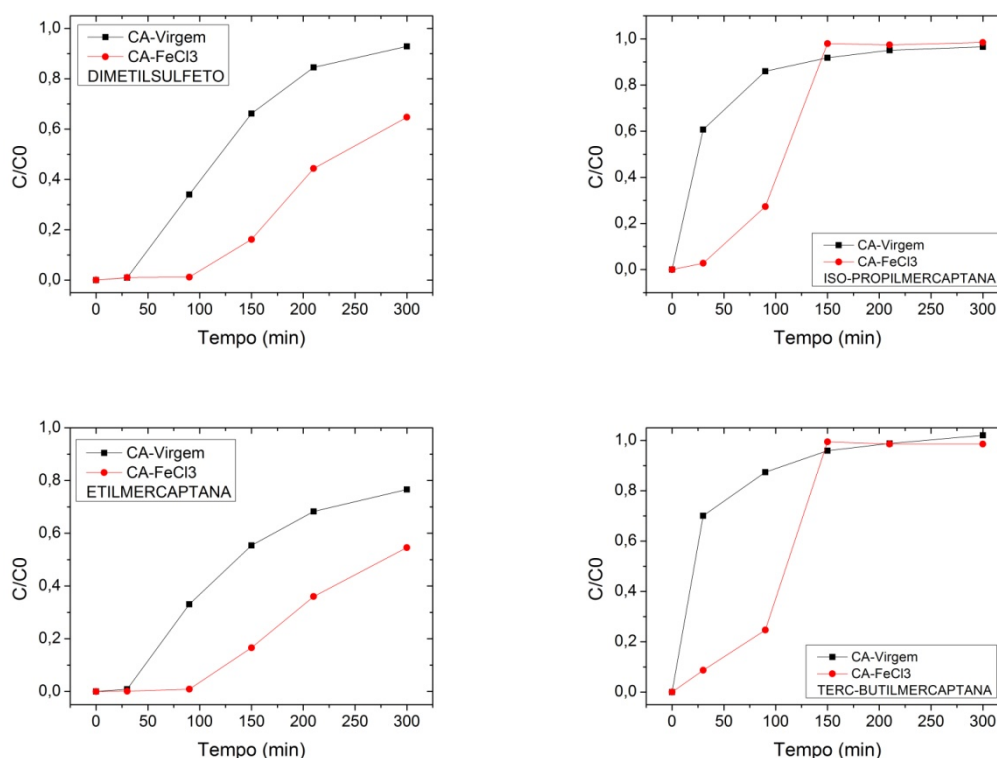 1,0
0,8
0,6
0,4
0,2
0,0
C/C0
CA-Virgem
CA-FeCl3
DIMETILSULFETO
0 50 100 150 200 250 300
Tempo (min)
1,0
0,8
0,6
0,4
0,2
0,0
C/C0
CA-Virgem
CA-FeCl3
ISO-PROPILMERCAPTANA
0 50 100 150 200 250 300
Tempo (min)
1,0
0,8
0,6
0,4
0,2
0,0
C/C0
CA-Virgem
CA-FeCl3
ETILMERCAPTANA
0 50 100 150 200 250 300
Tempo (min)
1,0
0,8
0,6
0,4
0,2
0,0
C/C0
CA-Virgem
CA-FeCl3
TERC-BUTILMERCAPTANA
0 50 100 150 200 250 300
Tempo (min)